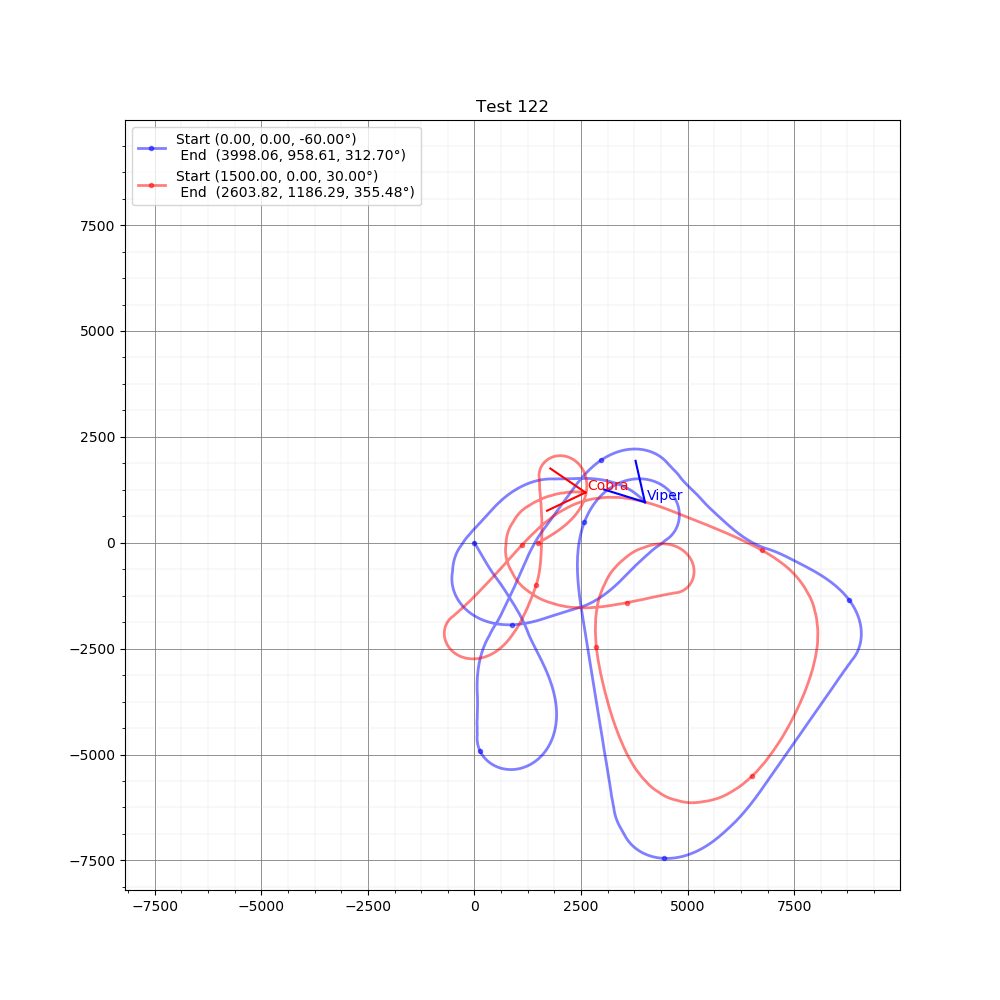 Test 122
Start (0.00, 0.00, -60.00°)
End  (3998.06, 958.61, 312.70°)
Start (1500.00, 0.00, 30.00°)
End  (2603.82, 1186.29, 355.48°)
7500
5000
2500
0
−2500
−5000
−7500
Cobra
Viper
−7500 −5000 −2500 0 2500 5000 7500